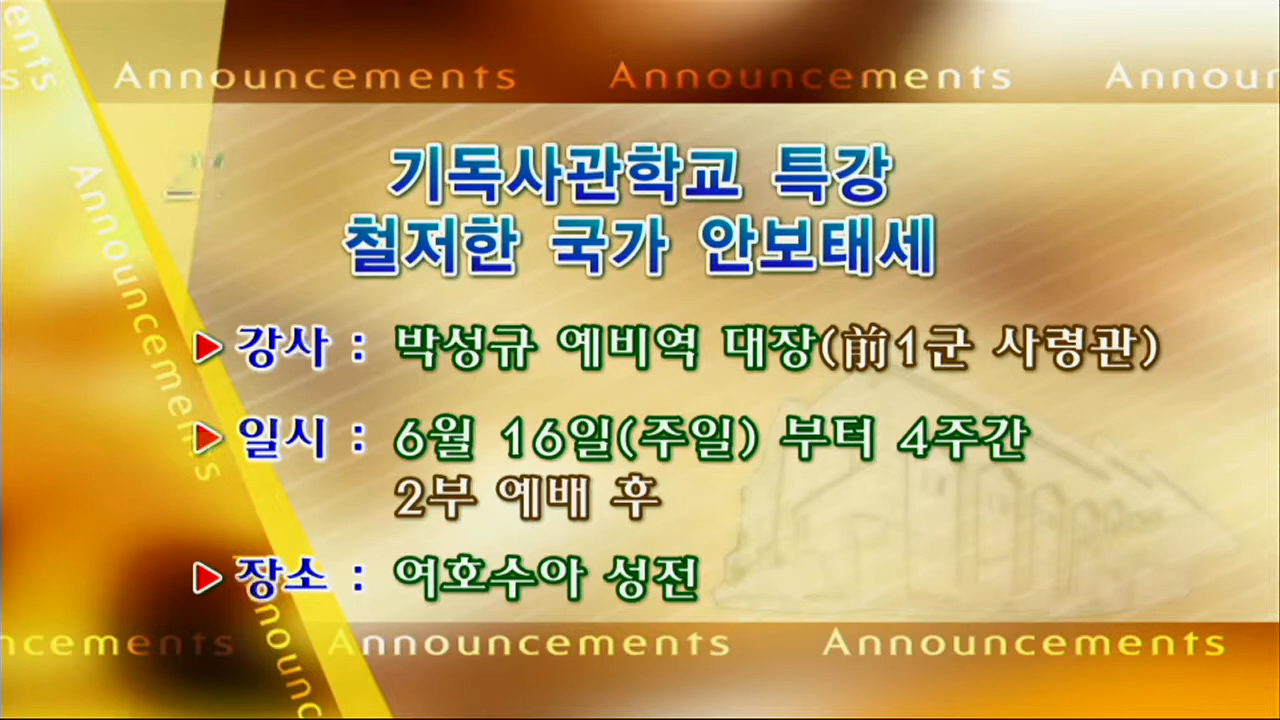 ents
s Announcements Announcements Announ
Announcements
기독사관학교 특강
철저한 국가 안보태세
▶ 강사 : 박성규 예비역 대장(前1군 사령관)
▶ 일시 : 6월 16일(주일) 부터 4주간
2부 예배 후
▶ 장소 : 여호수아 성전
nnounc
ncements Announcements Announcements